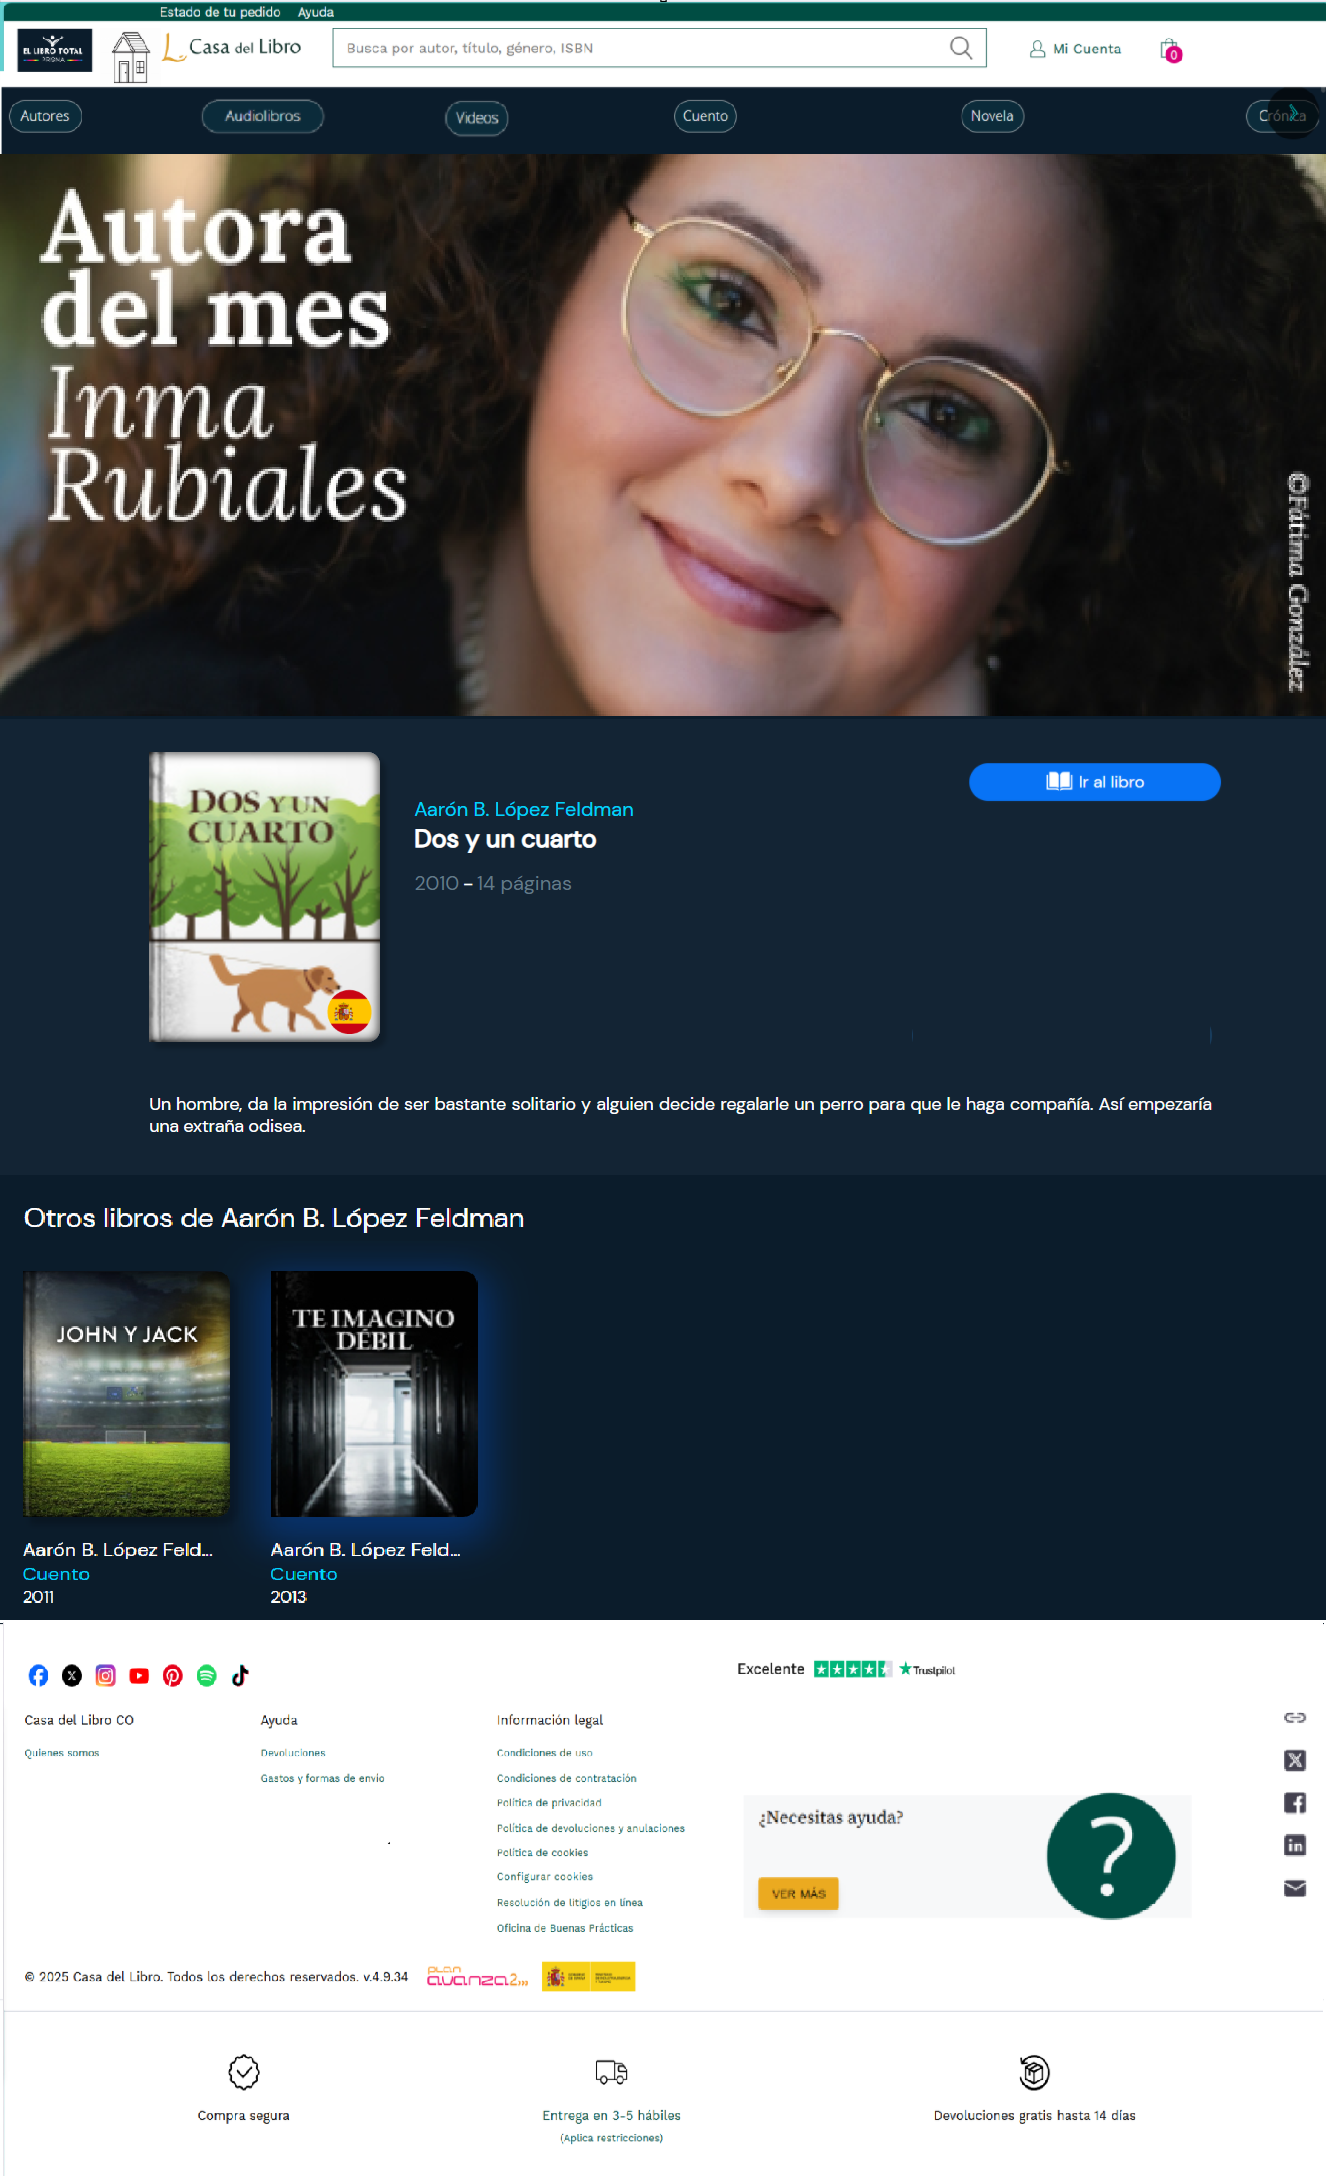 Estado de tu pedido Ayuda
EL LIBRO TOTAL
PRISNA
Casa del Libro
Busca por autor, título, género, ISBN
Mi Cuenta
0
Autores
Audiolibros
Videos
Cuento
Novela
Crónica
Autora
del mes
Inma
Rubiales
©Fátima González
DOS Y UN
CUARTO
Aarón B. López Feldman
Dos y un cuarto
2010 - 14 páginas
Ir al libro
Un hombre, da la impresión de ser bastante solitario y alguien decide regalarle un perro para que le haga compañía. Así empezaría
una extraña odisea.
Otros libros de Aarón B. López Feldman
JOHN Y JACK
TE IMAGINO
DÉBIL
Aarón B. López Feld...
Cuento
2011
Aarón B. López Feld...
Cuento
2013
Excelente Trustpilot
Casa del Libro CO
Quienes somos
Ayuda
Devoluciones
Gastos y formas de envío
Información legal
Condiciones de uso
Condiciones de contratación
Política de privacidad
Política de devoluciones y anulaciones
Política de cookies
Configurar cookies
Resolución de litigios en línea
Oficina de Buenas Prácticas
¿Necesitas ayuda?
VER MÁS
?
© 2025 Casa del Libro. Todos los derechos reservados. v.4.9.34
PLAN
avanza2
Compra segura
Entrega en 3-5 hábiles
(Aplica restricciones)
Devoluciones gratis hasta 14 días